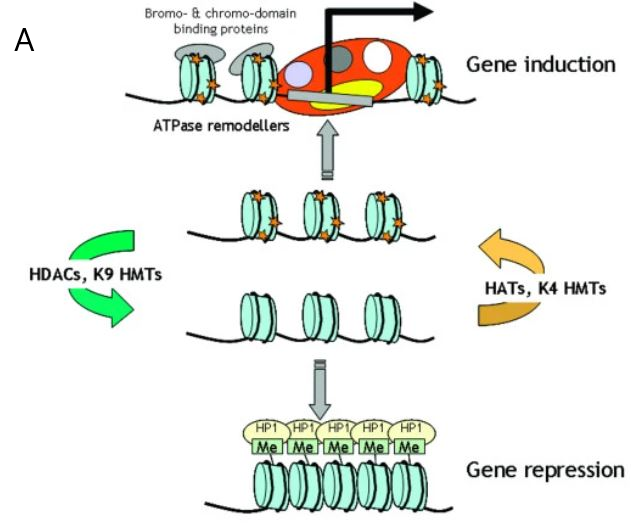 A
Bromo- & chromo-domain
binding proteins
Gene induction
ATPase remodellers
HDACs, K9 HMTs
HATs, K4 HMTs
HP1 HP1 HP1 HP1 HP1
Me Me Me Me Me
Gene repression